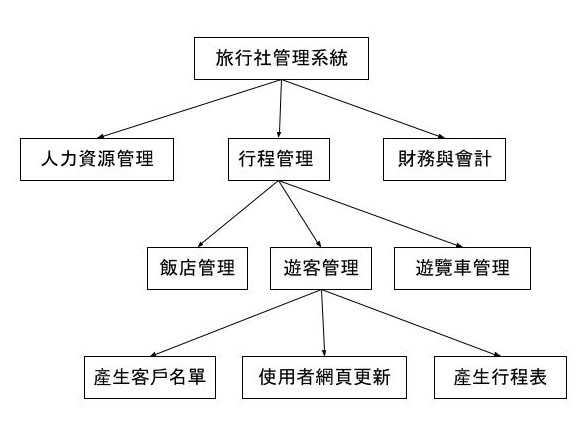 旅行社管理系統
人力資源管理
行程管理
財務與會計
飯店管理
遊客管理
遊覽車管理
產生客戶名單
使用者網頁更新
產生行程表